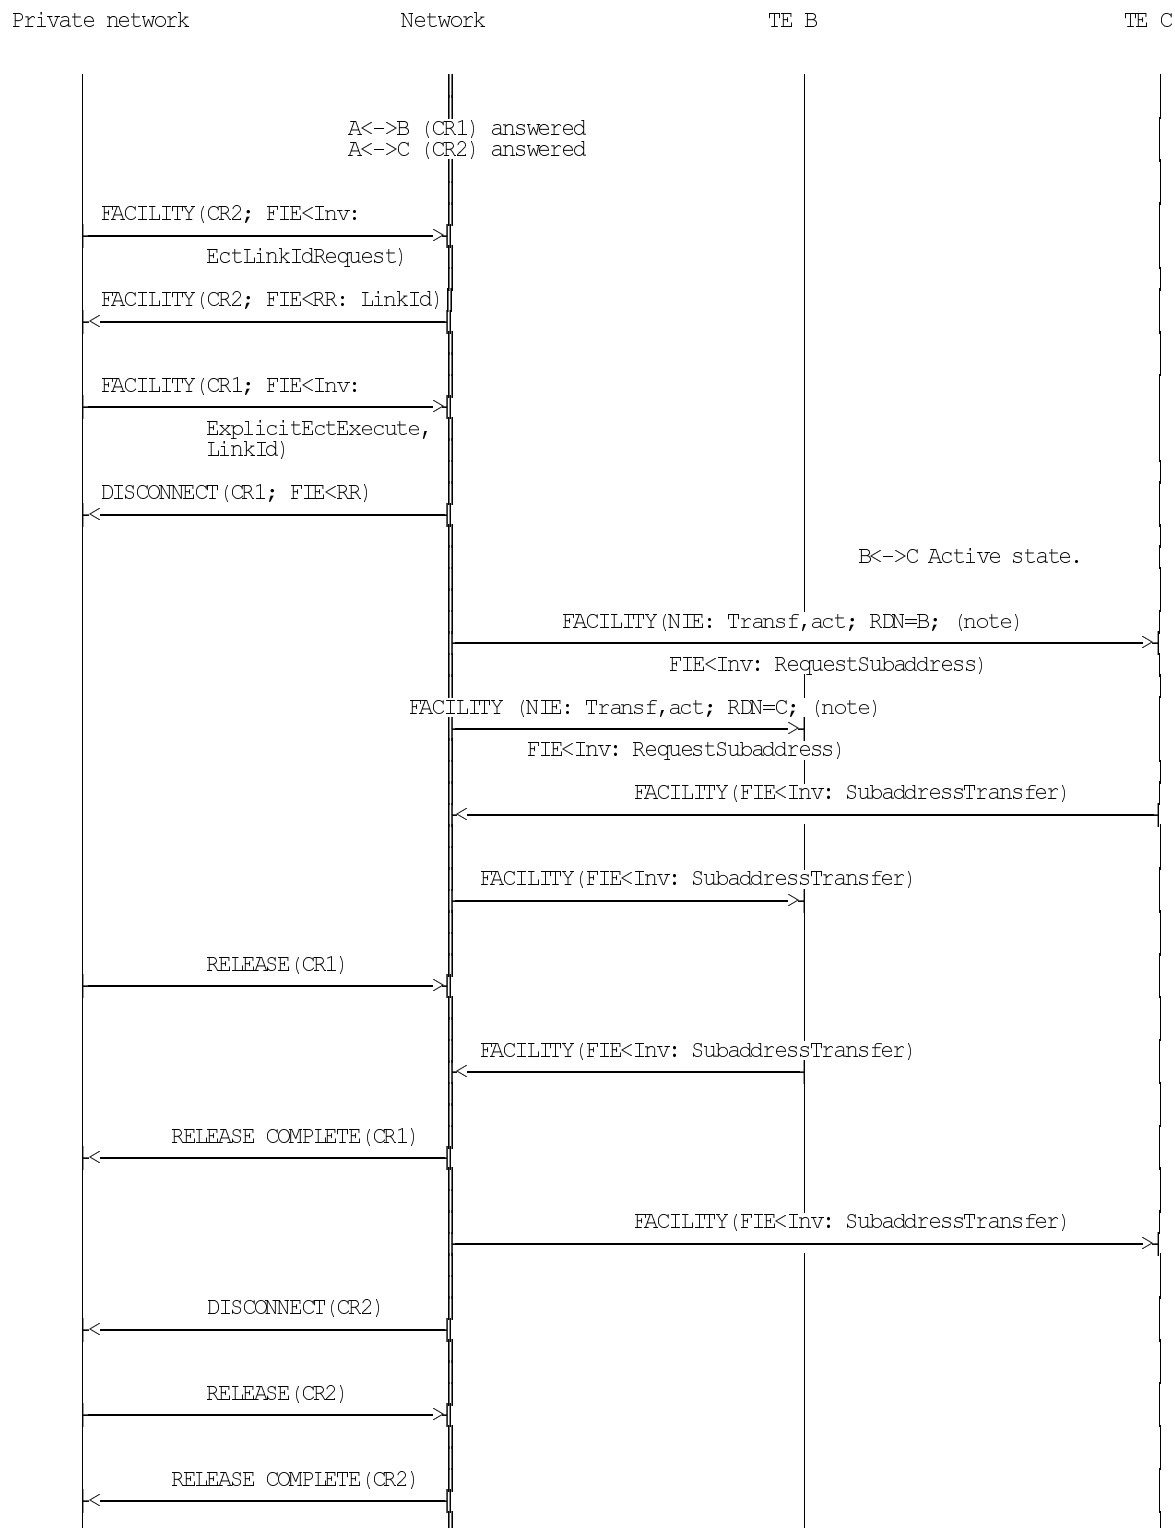 Private network Network TE B TE C
A<->B (CR1) answered
A<->C (CR2) answered
FACILITY(CR2; FIE<Inv:
EctLinkIdRequest)
FACILITY(CR2; FIE<RR: LinkId)
FACILITY(CR1; FIE<Inv:
ExplicitEctExecute,
LinkId)
DISCONNECT(CR1; FIE<RR)
B<->C Active state.
FACILITY(NIE: Transf,act; RDN=B; (note)
FIE<Inv: RequestSubaddress)
FACILITY (NIE: Transf,act; RDN=C; (note)
FIE<Inv: RequestSubaddress)
FACILITY(FIE<Inv: SubaddressTransfer)
FACILITY(FIE<Inv: SubaddressTransfer)
RELEASE(CR1)
FACILITY(FIE<Inv: SubaddressTransfer)
RELEASE COMPLETE(CR1)
FACILITY(FIE<Inv: SubaddressTransfer)
DISCONNECT(CR2)
RELEASE(CR2)
RELEASE COMPLETE(CR2)